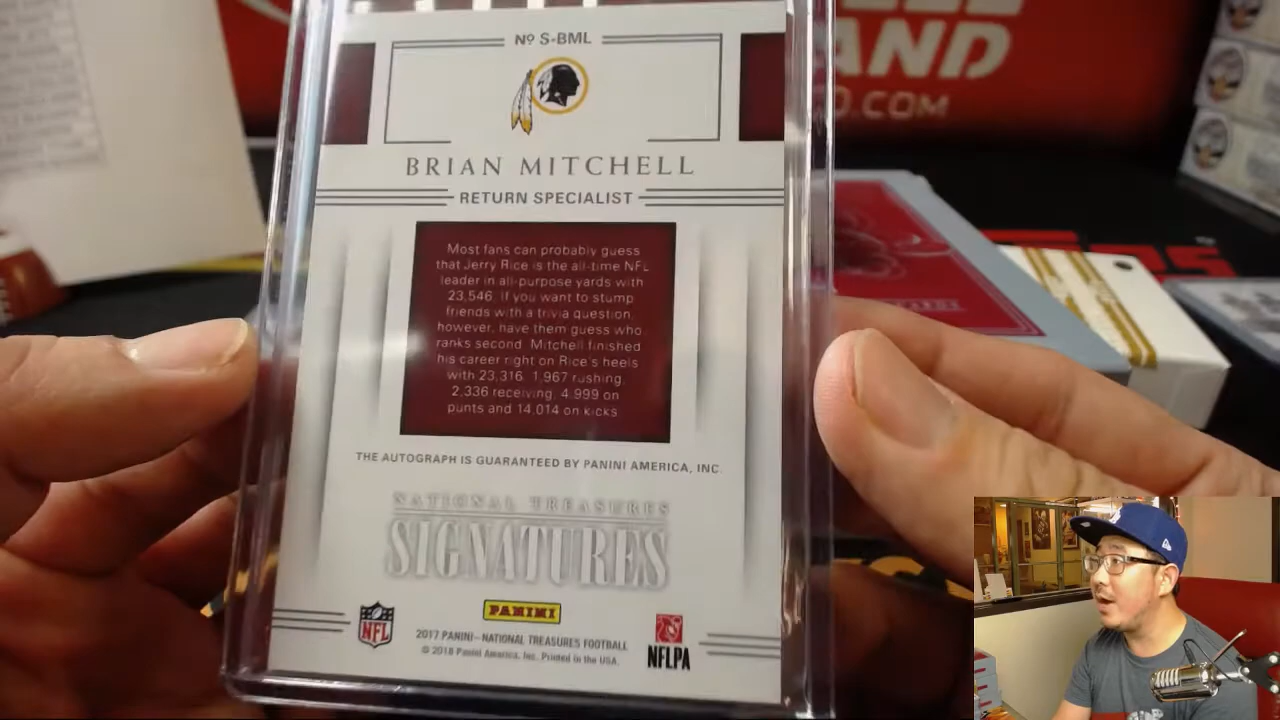 AND
O.COM
Nº S-BML
BRIAN MITCHELL
RETURN SPECIALIST
Most fans can probably guess
that Jerry Rice is the all-time NFL
leader in all-purpose yards with
23,546. If you want to stump
friends with a trivia question,
however, have them guess who
ranks second. Mitchell finished
his career right on Rice's heels
with 23,316. 1,967 rushing,
2,336 receiving, 4,999 on
punts and 14,014 on kicks
THE AUTOGRAPH IS GUARANTEED BY PANINI AMERICA, INC.
NATIONAL TREASURES
SIGNATURES
PANINI
NFL
2017 PANINI – NATIONAL TREASURES FOOTBALL
© 2018 Panini America, Inc. Printed in the USA.
NFLPA